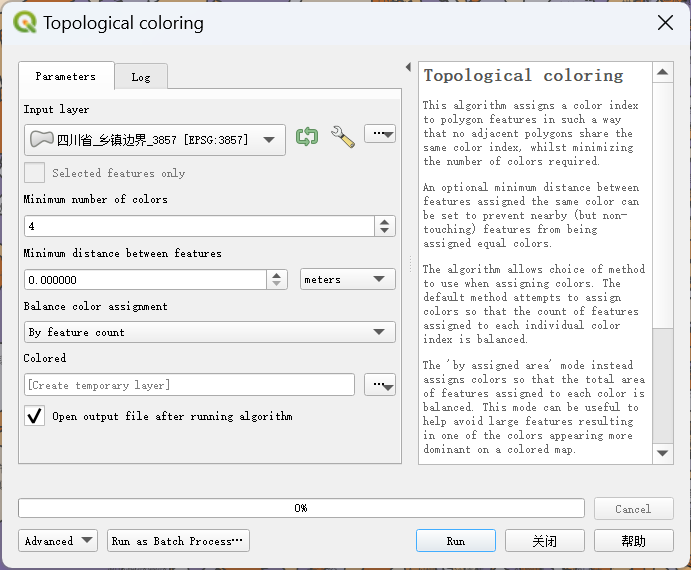 Topological coloring
Parameters
Log
Input layer
四川省_乡镇边界_3857 [EPSG:3857]
Selected features only
Minimum number of colors
4
Minimum distance between features
0.000000
meters
Balance color assignment
By feature count
Colored
[Create temporary layer]
Open output file after running algorithm
Topological coloring
This algorithm assigns a color index
to polygon features in such a way
that no adjacent polygons share the
same color index, whilst minimizing
the number of colors required.
An optional minimum distance between
features assigned the same color can
be set to prevent nearby (but non-
touching) features from being
assigned equal colors.
The algorithm allows choice of method
to use when assigning colors. The
default method attempts to assign
colors so that the count of features
assigned to each individual color
index is balanced.
The 'by assigned area' mode instead
assigns colors so that the total area
of features assigned to each color is
balanced. This mode can be useful to
help avoid large features resulting
in one of the colors appearing more
dominant on a colored map.
0%
Cancel
Advanced
Run as Batch Process…
Run
关闭
帮助